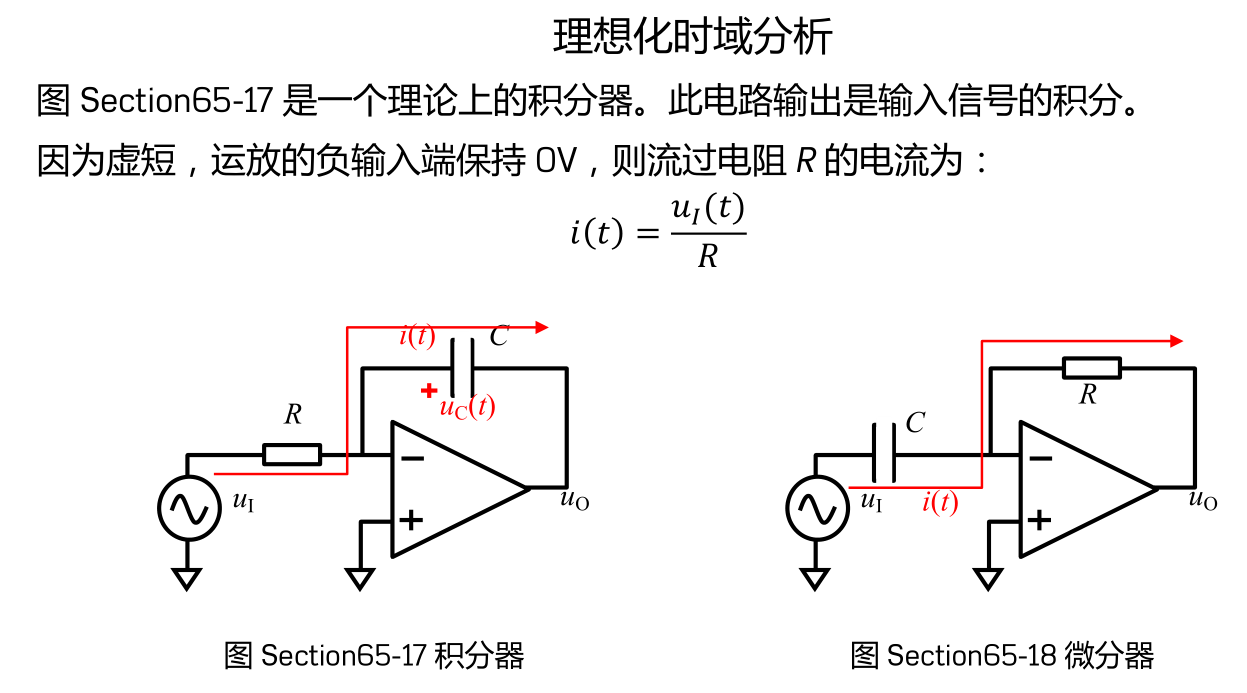 理想化时域分析
图 Section65-17 是一个理论上的积分器。此电路输出是输入信号的积分。
因为虚短，运放的负输入端保持 0V，则流过电阻 R 的电流为：
i(t) = u_I(t) / R
i(t) C
u_C(t)
R
u_I
u_O
R
C
u_I
i(t)
u_O
图 Section65-17 积分器
图 Section65-18 微分器